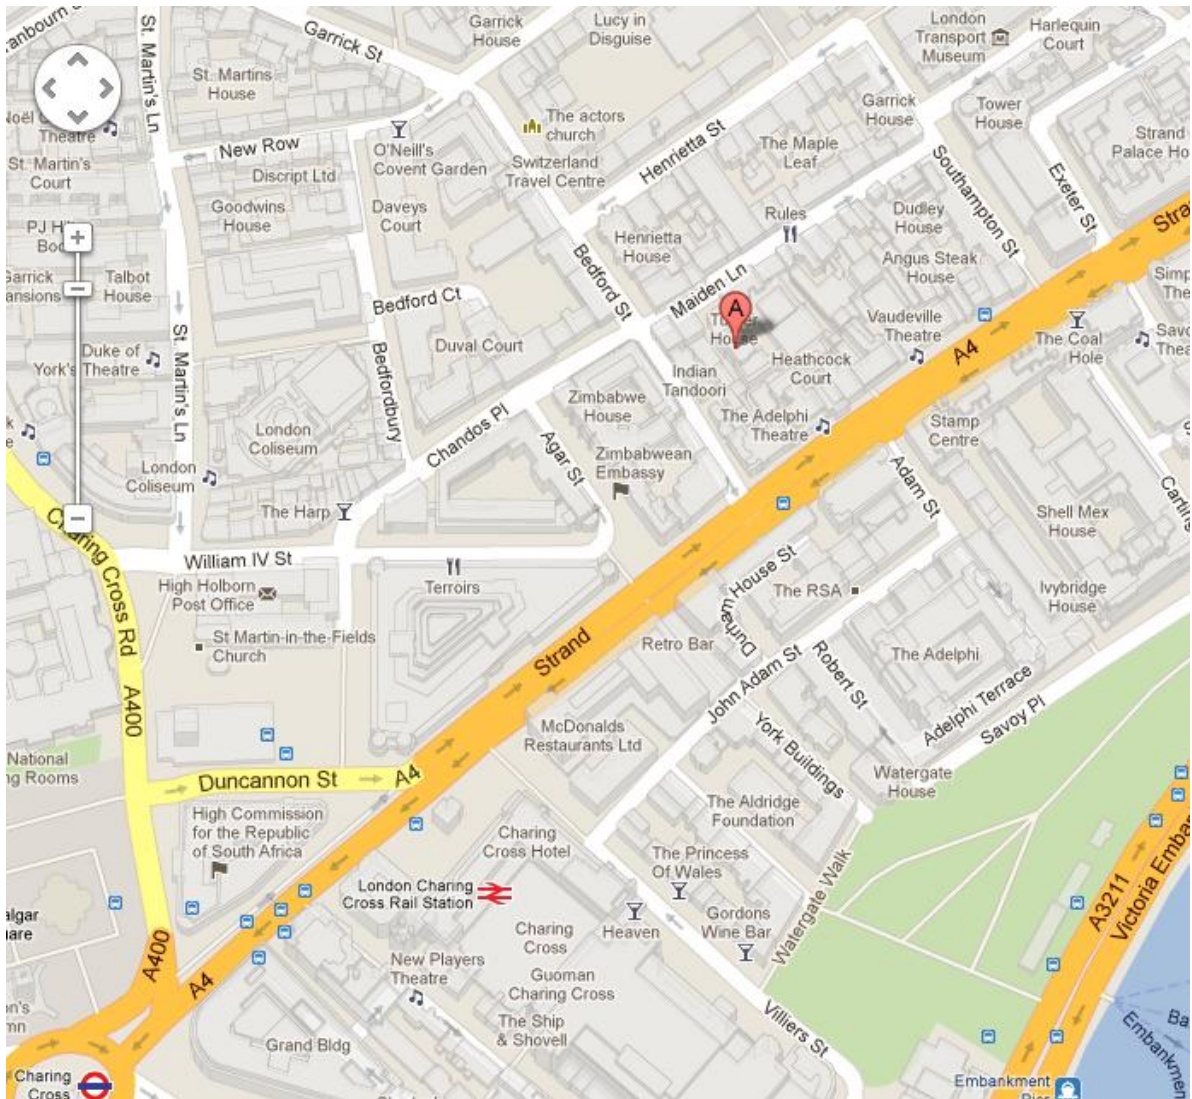 Garrick St
St. Martin's Ln
Garrick
House
Lucy in
Disguise
London
Transport
Museum
Harlequin
Court
St. Martins
House
Theatre
St. Martin's
Court
New Row
Discript Ltd
O'Neill's
Covent Garden
The actors
church
Switzerland
Travel Centre
Henrietta St
The Maple
Leaf
Garrick
House
Tower
House
Strand
Exeter St
Southampton St
Goodwins
House
Daveys
Court
Rules
Dudley
House
Henrietta
House
Bedford St
Angus Steak
House
Talbot
House
Bedford Ct
Maiden Ln
A
Vaudeville
Theatre
The Coal
Hole
Duke of
York's Theatre
St. Martin's Ln
Duval Court
Bedfordbury
Indian
Tandoori
Heathcock
Court
A4
Zimbabwe
House
The Adelphi
Theatre
Stamp
Centre
London
Coliseum
Chandos Pl
Agar St
Zimbabwean
Embassy
Adam St
London
Coliseum
The Harp
Shell Mex
House
Charing Cross Rd
William IV St
High Holborn
Post Office
Terroirs
Durham House St
The RSA
Ivybridge
House
St Martin-in-the-Fields
Church
Strand
Retro Bar
John Adam St
Robert St
The Adelphi
Adelphi Terrace
Savoy Pl
A400
McDonalds
Restaurants Ltd
York Buildings
National
Rooms
Duncannon St
A4
Watergate
House
High Commission
for the Republic
of South Africa
The Aldridge
Foundation
Charing
Cross Hotel
The Princess
Of Wales
Watergate Walk
London Charing
Cross Rail Station
Heaven
Gordons
Wine Bar
A3211
Victoria
Charing
Cross
New Players
Theatre
Guoman
Charing Cross
A400
A4
The Ship
& Shovell
Villiers St
Grand Bldg
Charing
Cross
Embankment